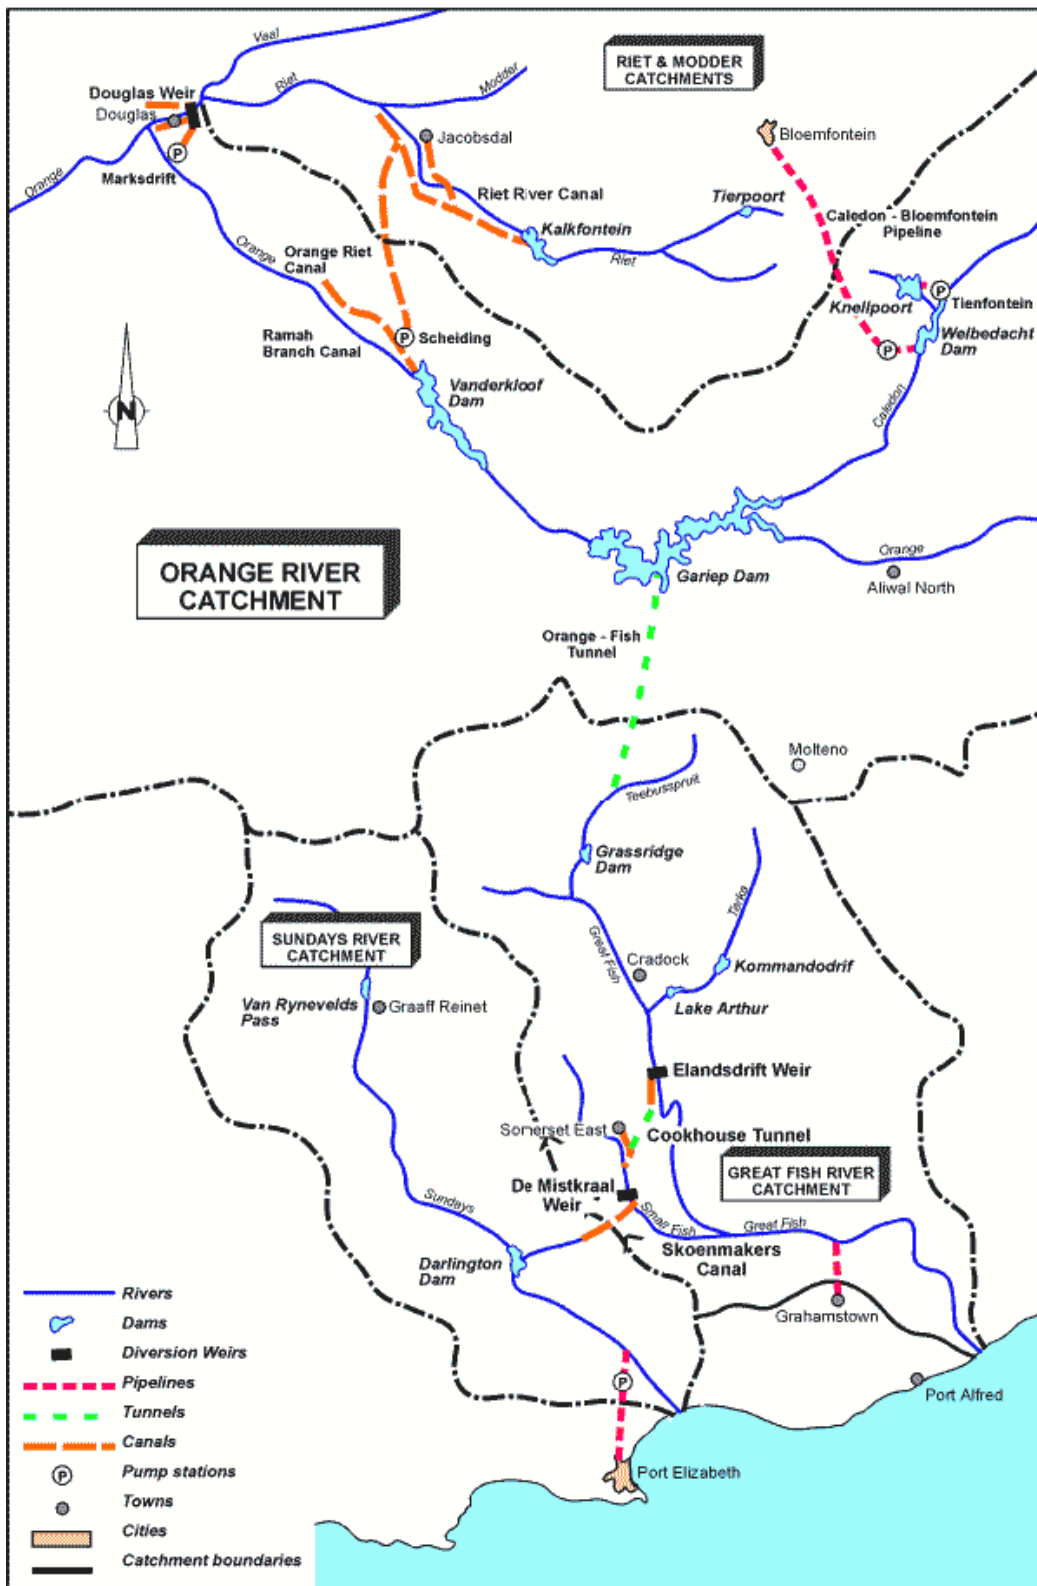 Vaal
RIET & MODDER
CATCHMENTS
Riet
Modder
Douglas Weir
Douglas
P
Marksdrift
Orange
Jacobsdal
Bloemfontein
Riet River Canal
Tierpoort
Kalkfontein
Riet
Caledon - Bloemfontein
Pipeline
Orange
Orange Riet
Canal
Knellpoort
P
Tienfontein
Welbedacht
Dam
P
Ramah
Branch Canal
P
Scheiding
Vanderkloof
Dam
Caledon
N
ORANGE RIVER
CATCHMENT
Gariep Dam
Orange
Aliwal North
Orange - Fish
Tunnel
Molteno
Teebusspruit
Grassridge
Dam
Tarka
SUNDAYS RIVER
CATCHMENT
Great Fish
Cradock
Kommandodrif
Lake Arthur
Van Rynevelds
Pass
Graaff Reinet
Elandsdrift Weir
Somerset East
Cookhouse Tunnel
GREAT FISH RIVER
CATCHMENT
De Mistkraal
Weir
Sundays
Small Fish
Great Fish
Skoenmakers
Canal
Darlington
Dam
Grahamstown
P
Port Alfred
Port Elizabeth
Rivers
Dams
Diversion Weirs
Pipelines
Tunnels
Canals
P
Pump stations
Towns
Cities
Catchment boundaries